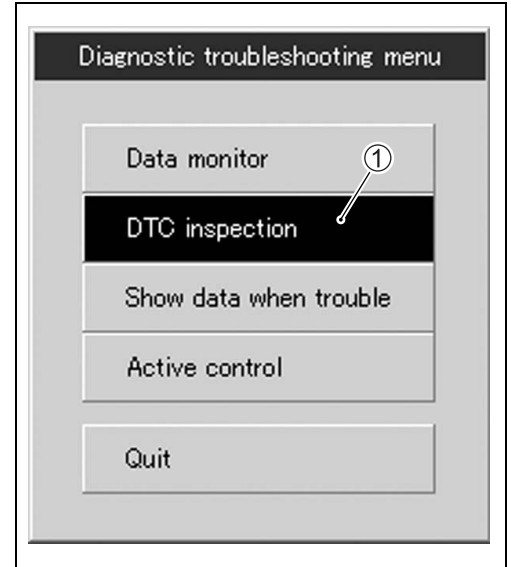 Diagnostic troubleshooting menu
Data monitor
①
DTC inspection
Show data when trouble
Active control
Quit